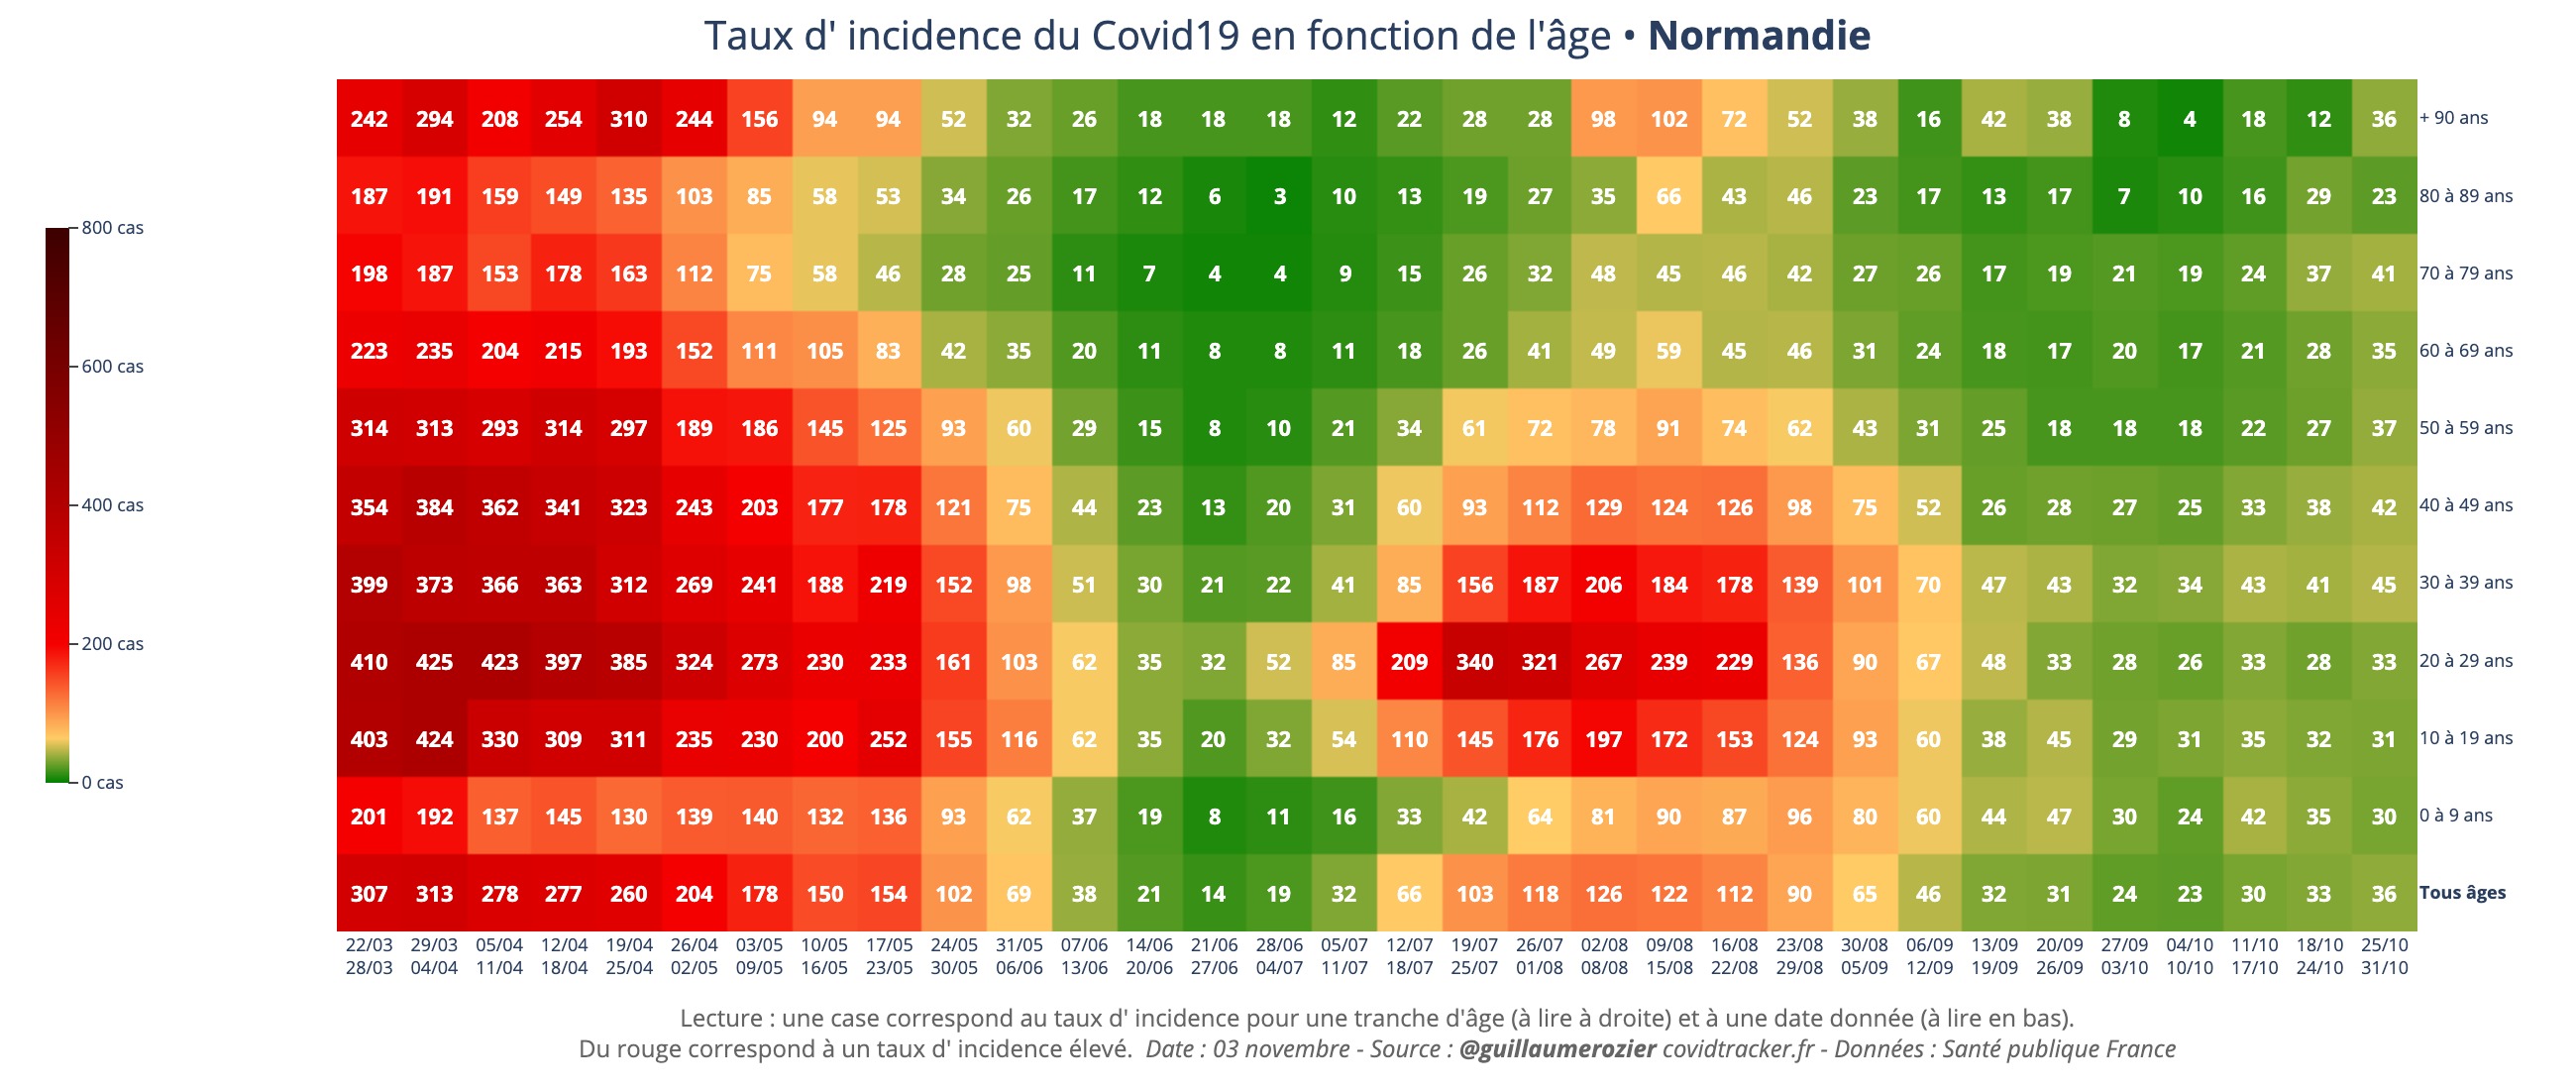 Taux d' incidence du Covid19 en fonction de l'âge • Normandie
800 cas
600 cas
400 cas
200 cas
0 cas
242 294 208 254 310 244 156 94 94 52 32 26 18 18 18 12 22 28 28 98 102 72 52 38 16 42 38 8 4 18 12 36 + 90 ans
187 191 159 149 135 103 85 58 53 34 26 17 12 6 3 10 13 19 27 35 66 43 46 23 17 13 17 7 10 16 29 23 80 à 89 ans
198 187 153 178 163 112 75 58 46 28 25 11 7 4 4 9 15 26 32 48 45 46 42 27 26 17 19 21 19 24 37 41 70 à 79 ans
223 235 204 215 193 152 111 105 83 42 35 20 11 8 8 11 18 26 41 49 59 45 46 31 24 18 17 20 17 21 28 35 60 à 69 ans
314 313 293 314 297 189 186 145 125 93 60 29 15 8 10 21 34 61 72 78 91 74 62 43 31 25 18 18 18 22 27 37 50 à 59 ans
354 384 362 341 323 243 203 177 178 121 75 44 23 13 20 31 60 93 112 129 124 126 98 75 52 26 28 27 25 33 38 42 40 à 49 ans
399 373 366 363 312 269 241 188 219 152 98 51 30 21 22 41 85 156 187 206 184 178 139 101 70 47 43 32 34 43 41 45 30 à 39 ans
410 425 423 397 385 324 273 230 233 161 103 62 35 32 52 85 209 340 321 267 239 229 136 90 67 48 33 28 26 33 28 33 20 à 29 ans
403 424 330 309 311 235 230 200 252 155 116 62 35 20 32 54 110 145 176 197 172 153 124 93 60 38 45 29 31 35 32 31 10 à 19 ans
201 192 137 145 130 139 140 132 136 93 62 37 19 8 11 16 33 42 64 81 90 87 96 80 60 44 47 30 24 42 35 30 0 à 9 ans
307 313 278 277 260 204 178 150 154 102 69 38 21 14 19 32 66 103 118 126 122 112 90 65 46 32 31 24 23 30 33 36 Tous âges
22/03 29/03 05/04 12/04 19/04 26/04 03/05 10/05 17/05 24/05 31/05 07/06 14/06 21/06 28/06 05/07 12/07 19/07 26/07 02/08 09/08 16/08 23/08 30/08 06/09 13/09 20/09 27/09 04/10 11/10 18/10 25/10
28/03 04/04 11/04 18/04 25/04 02/05 09/05 16/05 23/05 30/05 06/06 13/06 20/06 27/06 04/07 11/07 18/07 25/07 01/08 08/08 15/08 22/08 29/08 05/09 12/09 19/09 26/09 03/10 10/10 17/10 24/10 31/10
Lecture : une case correspond au taux d' incidence pour une tranche d'âge (à lire à droite) et à une date donnée (à lire en bas).
Du rouge correspond à un taux d' incidence élevé. Date : 03 novembre - Source : @guillaumerozier covidtracker.fr - Données : Santé publique France